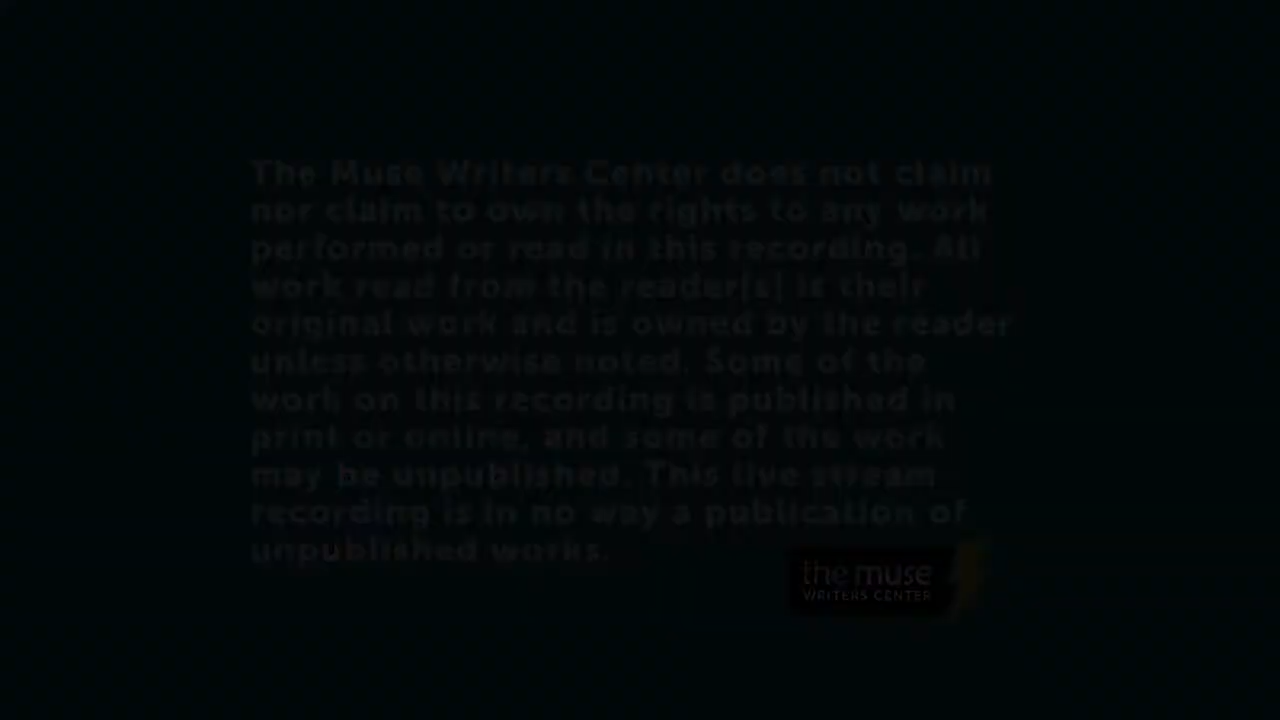 The Muse Writers Center does not claim
nor claim to own the rights to any work
performed or read in this recording. All
work read from the reader(s) is their
original work and is owned by the reader
unless otherwise noted. Some of the
work on this recording is published in
print or online, and some of the work
may be unpublished. This live stream
recording is in no way a publication of
unpublished works.
the muse
WRITERS CENTER